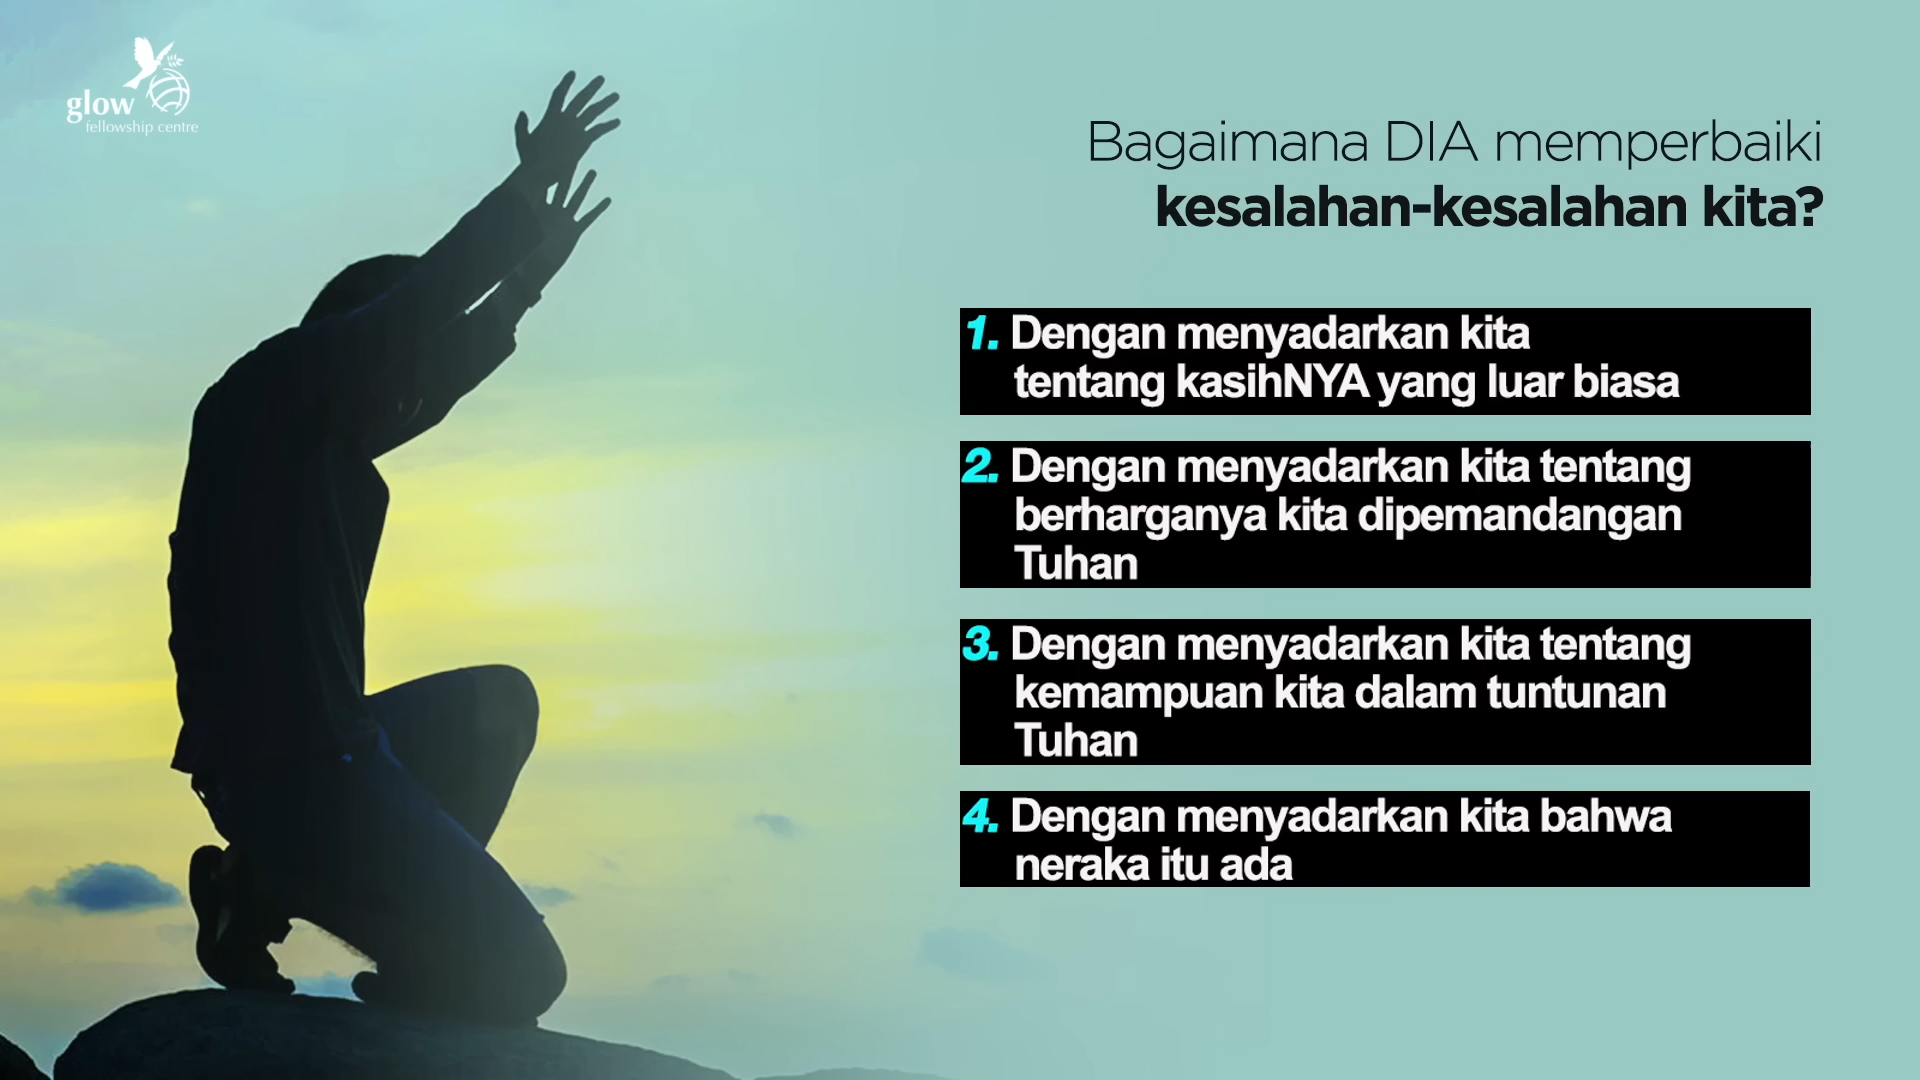 glow
fellowship centre
Bagaimana DIA memperbaiki
kesalahan-kesalahan kita?
1. Dengan menyadarkan kita
tentang kasihNYA yang luar biasa
2. Dengan menyadarkan kita tentang
berharganya kita dipemandangan
Tuhan
3. Dengan menyadarkan kita tentang
kemampuan kita dalam tuntunan
Tuhan
4. Dengan menyadarkan kita bahwa
neraka itu ada